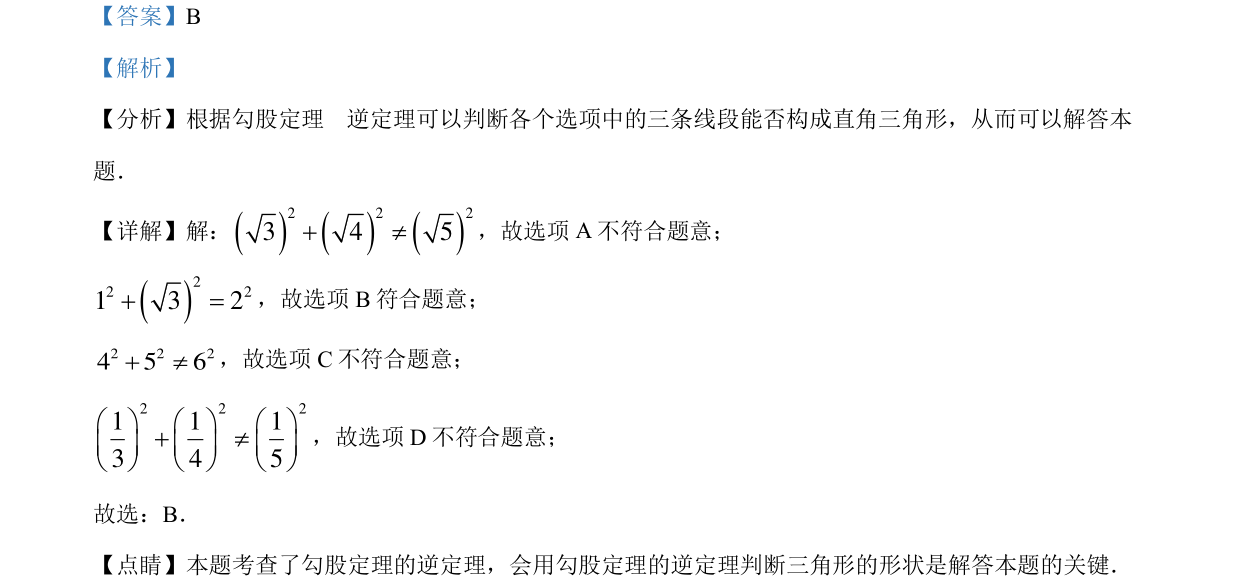 【答案】B
【解析】
【分析】根据勾股定理 逆定理可以判断各个选项中的三条线段能否构成直角三角形，从而可以解答本
题．
【详解】解：(√3)²+(√4)²≠(√5)²，故选项 A 不符合题意；
1²+(√3)²=2²，故选项 B 符合题意；
4²+5²≠6²，故选项 C 不符合题意；
(1/3)²+(1/4)²≠(1/5)²，故选项 D 不符合题意；
故选：B．
【点睛】本题考查了勾股定理的逆定理，会用勾股定理的逆定理判断三角形的形状是解答本题的关键．